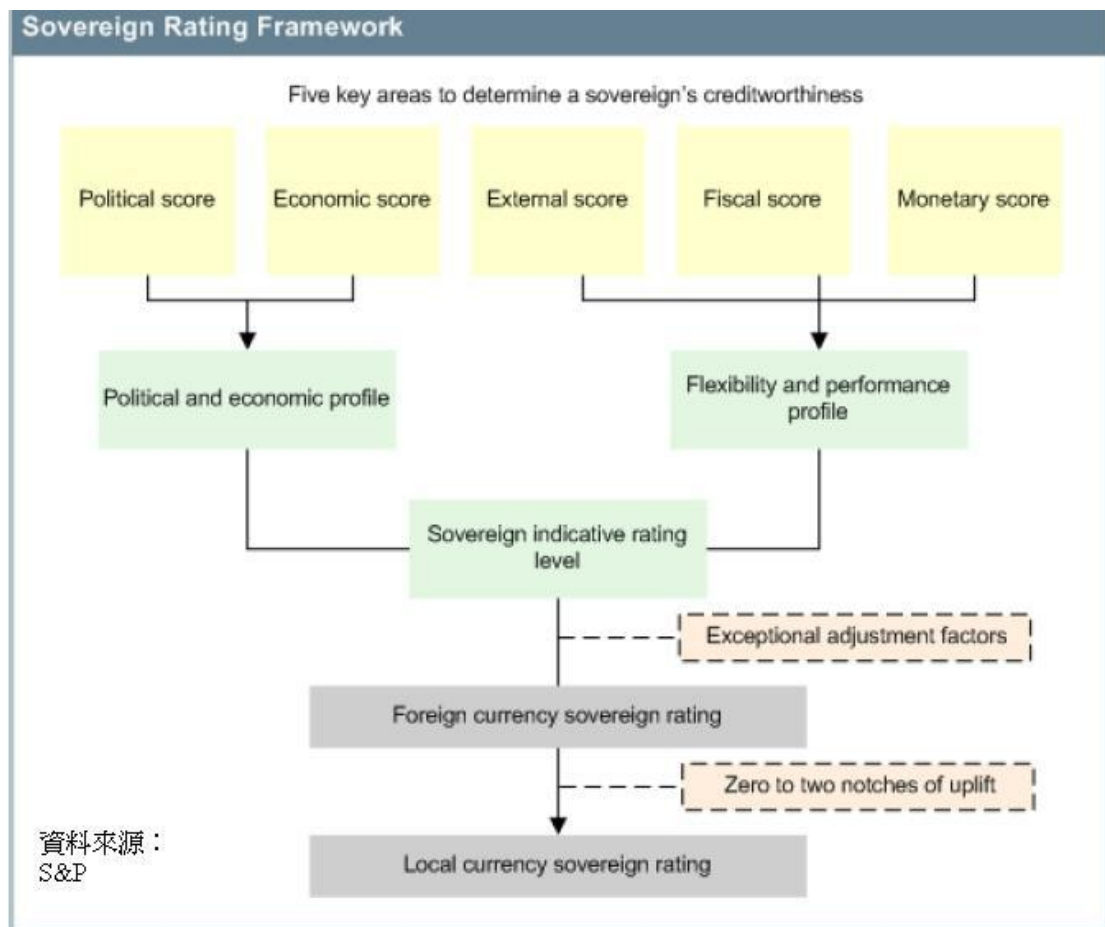 Sovereign Rating Framework
Five key areas to determine a sovereign's creditworthiness
Political score
Economic score
External score
Fiscal score
Monetary score
Political and economic profile
Flexibility and performance
profile
Sovereign indicative rating
level
Exceptional adjustment factors
Foreign currency sovereign rating
Zero to two notches of uplift
資料來源：
S&P
Local currency sovereign rating